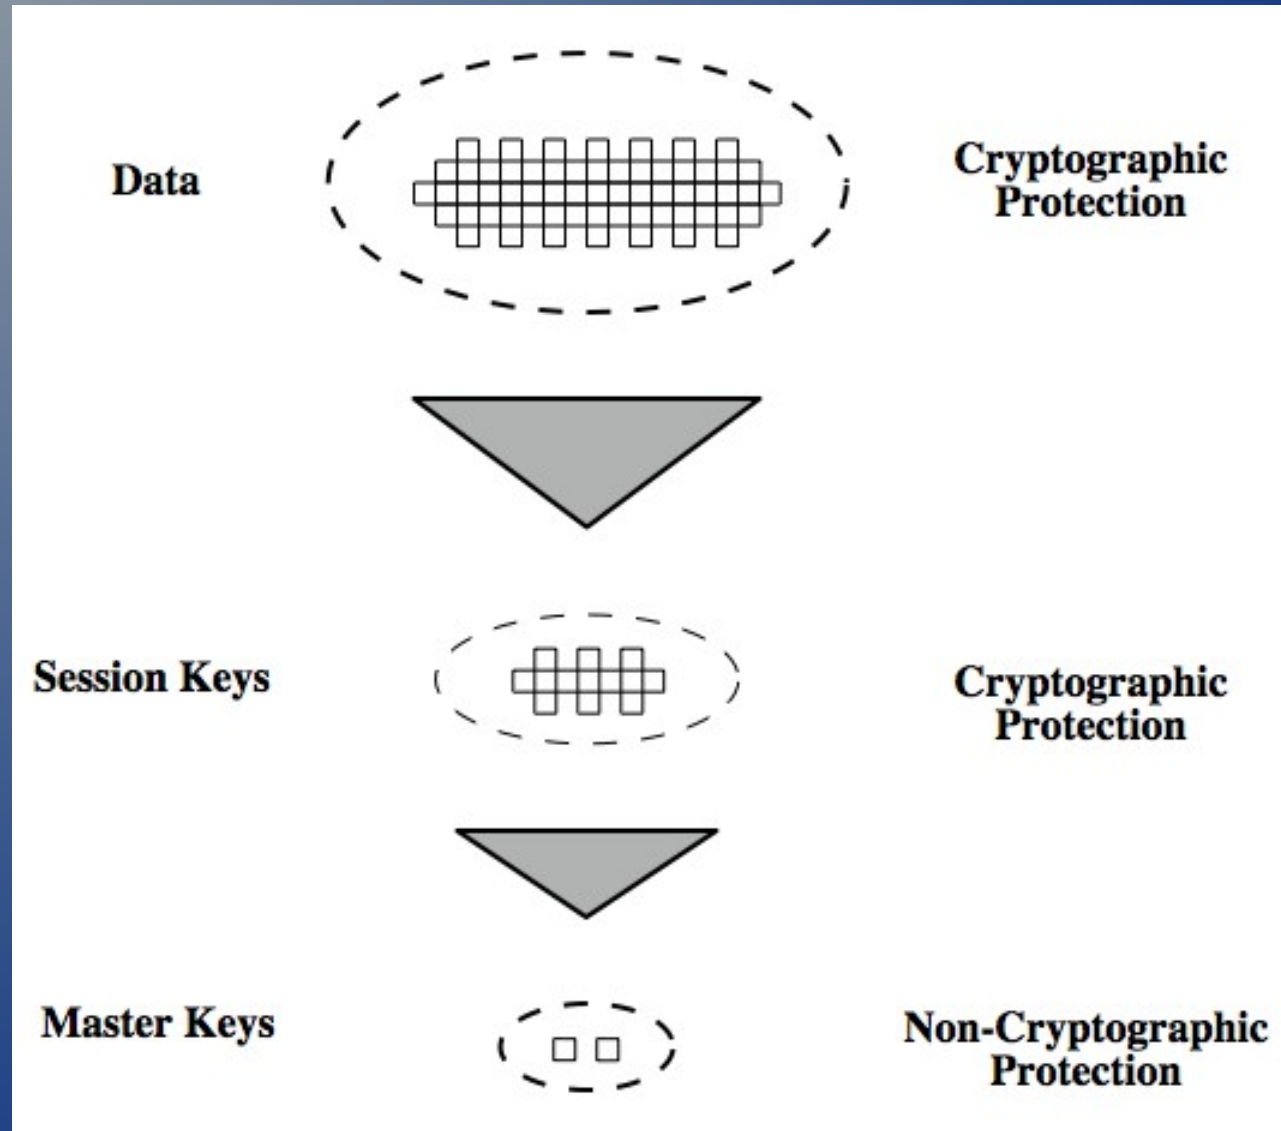 Data
Cryptographic
Protection
Session Keys
Cryptographic
Protection
Master Keys
Non-Cryptographic
Protection